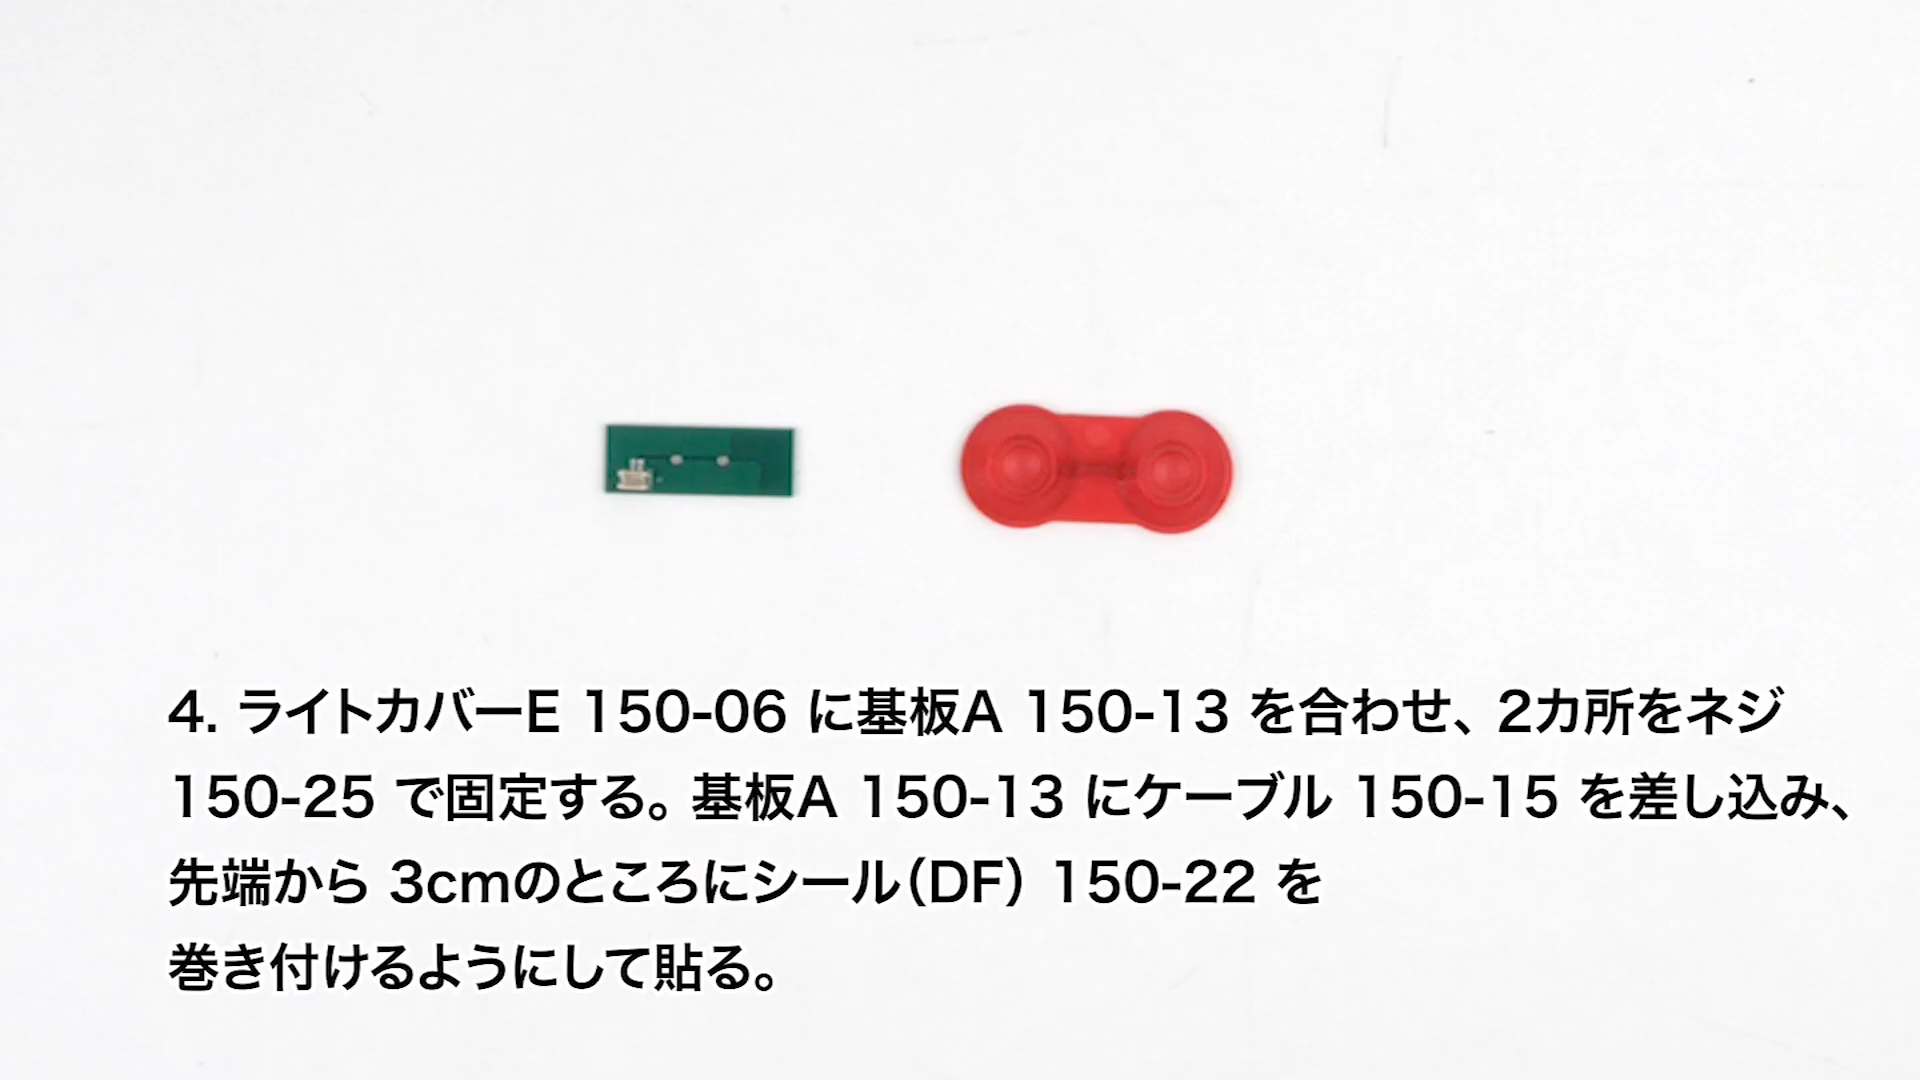 4. ライトカバーE 150-06 に基板A 150-13 を合わせ、2カ所をネジ
150-25 で固定する。基板A 150-13 にケーブル 150-15 を差し込み、
先端から 3cmのところにシール(DF) 150-22 を
巻き付けるようにして貼る。